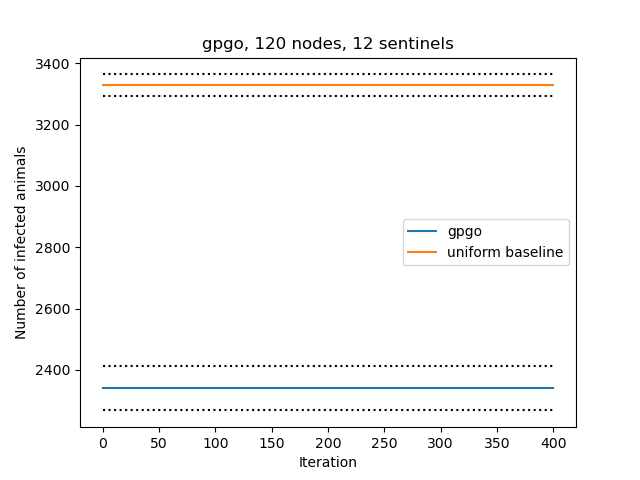 gpgo, 120 nodes, 12 sentinels
3400
3200
3000
2800
2600
2400
Number of infected animals
gpgo
uniform baseline
0 50 100 150 200 250 300 350 400
Iteration